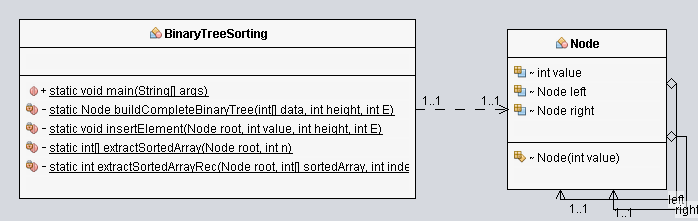 BinaryTreeSorting
+ static void main(String[] args)
- static Node buildCompleteBinaryTree(int[] data, int height, int E)
- static void insertElement(Node root, int value, int height, int E)
- static int[] extractSortedArray(Node root, int n)
- static int extractSortedArrayRec(Node root, int[] sortedArray, int inde
1..1
1..1
Node
~ int value
~ Node left
~ Node right
~ Node(int value)
left
1..1
1..1
right